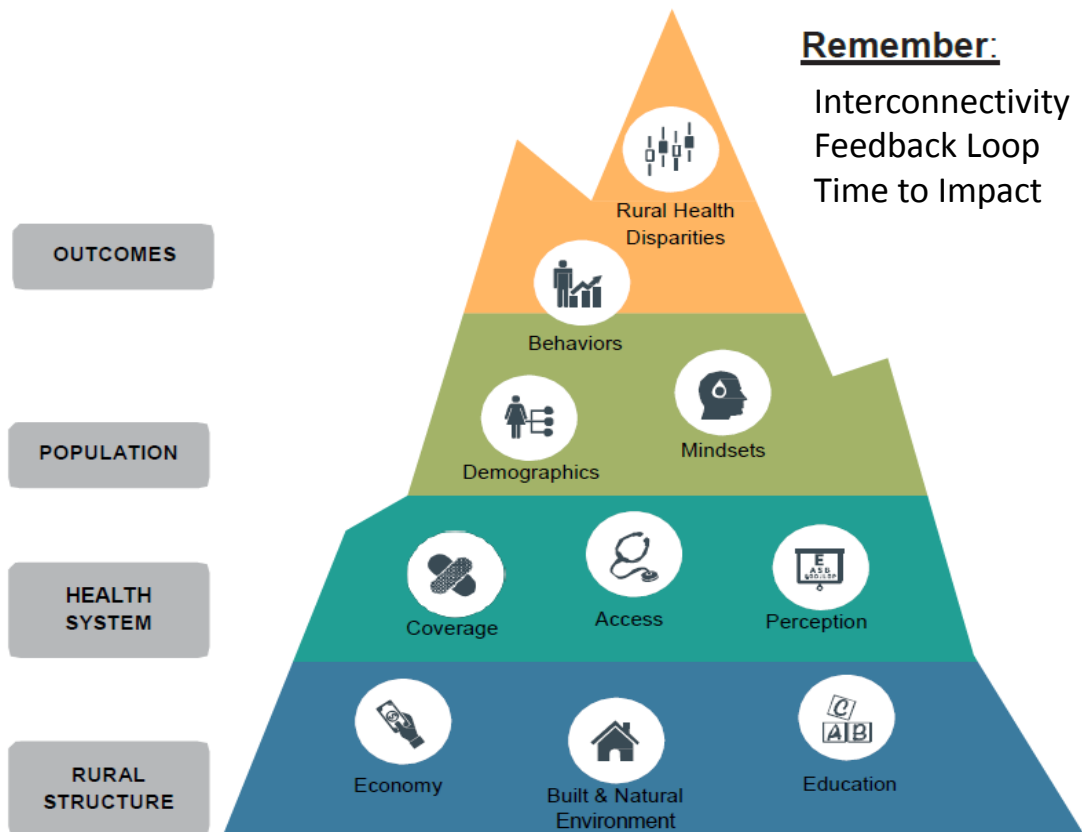 Remember:
Interconnectivity
Feedback Loop
Time to Impact
OUTCOMES
Rural Health
Disparities
Behaviors
POPULATION
Demographics
Mindsets
HEALTH
SYSTEM
Coverage
Access
Perception
E
RURAL
STRUCTURE
Economy
Built & Natural
Environment
C
A B
Education